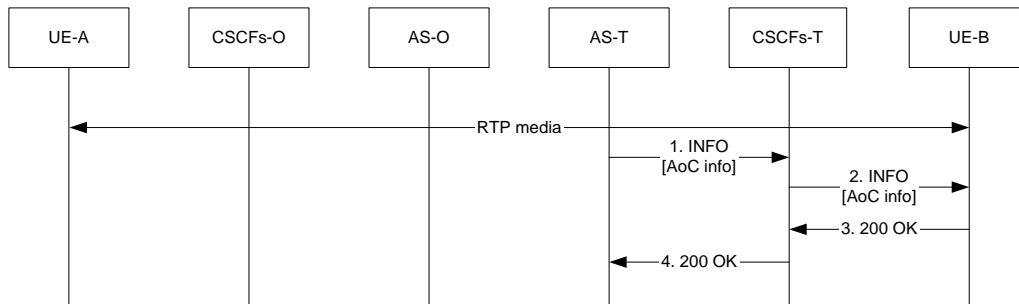 UE-A
CSCFs-O
AS-O
AS-T
CSCFs-T
UE-B
RTP media
1. INFO
[AoC info]
2. INFO
[AoC info]
3. 200 OK
4. 200 OK